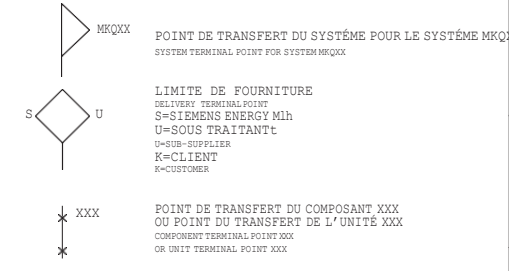 MKQXX
POINT DE TRANSFERT DU SYSTÉME POUR LE SYSTÉME MKQX
SYSTEM TERMINAL POINT FOR SYSTEM MKQXX
LIMITE DE FOURNITURE
DELIVERY TERMINAL POINT
S U
S=SIEMENS ENERGY Mlh
U=SOUS TRAITANTt
U=SUB-SUPPLIER
K=CLIENT
K=CUSTOMER
XXX
POINT DE TRANSFERT DU COMPOSANT XXX
OU POINT DU TRANSFERT DE L'UNITÉ XXX
COMPONENT TERMINAL POINT XXX
OR UNIT TERMINAL POINT XXX